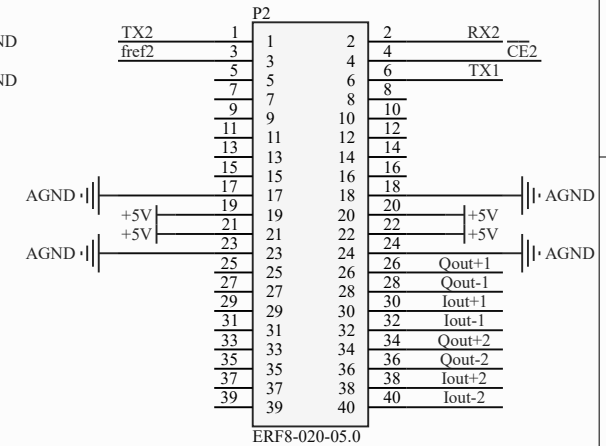 P2
TX2 1 1 2 2 RX2
ND fref2 3 3 4 4 CE2
ND 5 5 6 6 TX1
7 7 8 8
9 9 10 10
11 11 12 12
13 13 14 14
15 15 16 16
AGND 17 17 18 18 AGND
+5V 19 19 20 20 +5V
+5V 21 21 22 22 +5V
AGND 23 23 24 24 AGND
25 25 26 26 Qout+1
27 27 28 28 Qout-1
29 29 30 30 Iout+1
31 31 32 32 Iout-1
33 33 34 34 Qout+2
35 35 36 36 Qout-2
37 37 38 38 Iout+2
39 39 40 40 Iout-2
ERF8-020-05.0